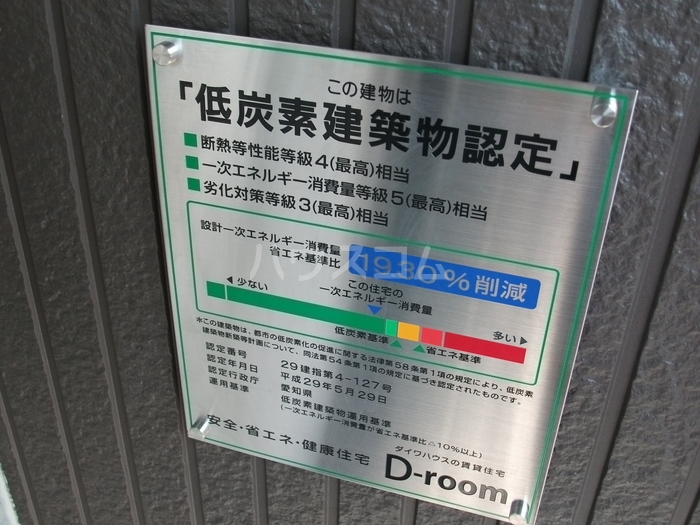 この建物は
「低炭素建築物認定」
断熱等性能等級4(最高)相当
一次エネルギー消費量等級5(最高)相当
劣化対策等級3(最高)相当
設計一次エネルギー消費量
省エネ基準比
19.30%削減
ハウスコム
◀少ない
この住宅の
一次エネルギー消費量
多い▶
低炭素基準
省エネ基準
※この建築物は、都市の低炭素化の促進に関する法律第58条第1項の規定により、低炭素
建築物新築等計画について、同法第54条第1項の規定に基づき認定されたものです。
認定番号 29建指第4-127号
認定年月日 平成29年5月29日
認定行政庁 愛知県
運用基準 低炭素建築物運用基準
(一次エネルギー消費量が省エネ基準比△10%以上)
安全・省エネ・健康住宅
ダイワハウスの賃貸住宅
D-room